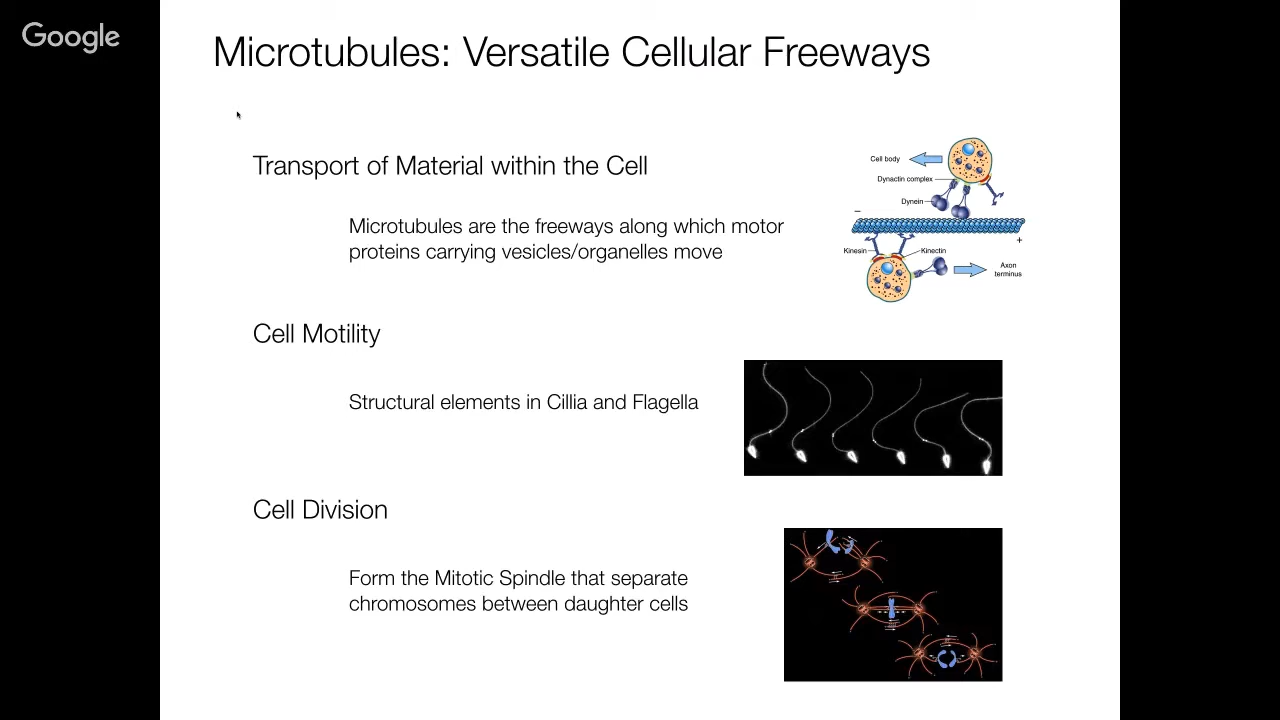 Google
Microtubules: Versatile Cellular Freeways
Transport of Material within the Cell
Microtubules are the freeways along which motor
proteins carrying vesicles/organelles move
Cell body
Dynactin complex
Dynein
−
+
Kinesin
Kinectin
Axon
terminus
Cell Motility
Structural elements in Cillia and Flagella
Cell Division
Form the Mitotic Spindle that separate
chromosomes between daughter cells